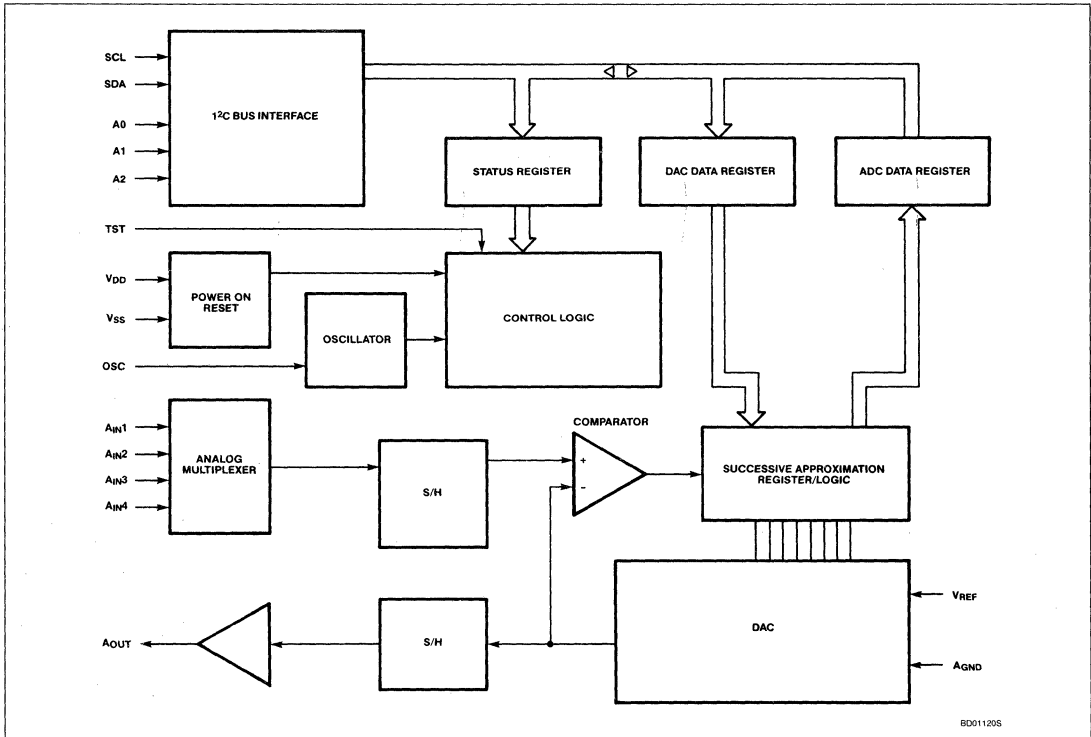 SCL
SDA
A0
A1
A2
1²C BUS INTERFACE
STATUS REGISTER
DAC DATA REGISTER
ADC DATA REGISTER
TST
VDD
VSS
POWER ON
RESET
OSC
OSCILLATOR
CONTROL LOGIC
AIN1
AIN2
AIN3
AIN4
ANALOG
MULTIPLEXER
S/H
COMPARATOR
+
−
SUCCESSIVE APPROXIMATION
REGISTER/LOGIC
AOUT
S/H
DAC
VREF
AGND
BD01120S